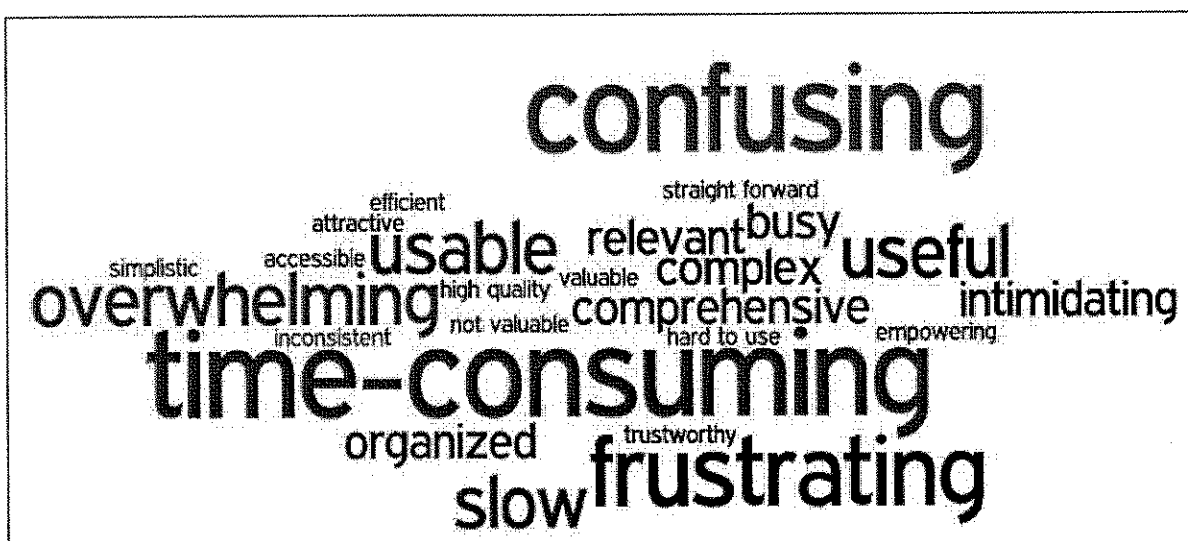 confusing
straight forward
efficient
attractive
busy
usable
relevant
useful
accessible
simplistic
complex
valuable
overwhelming
high quality
comprehensive
intimidating
not valuable
inconsistent
hard to use
empowering
time-consuming
organized
trustworthy
frustrating
slow